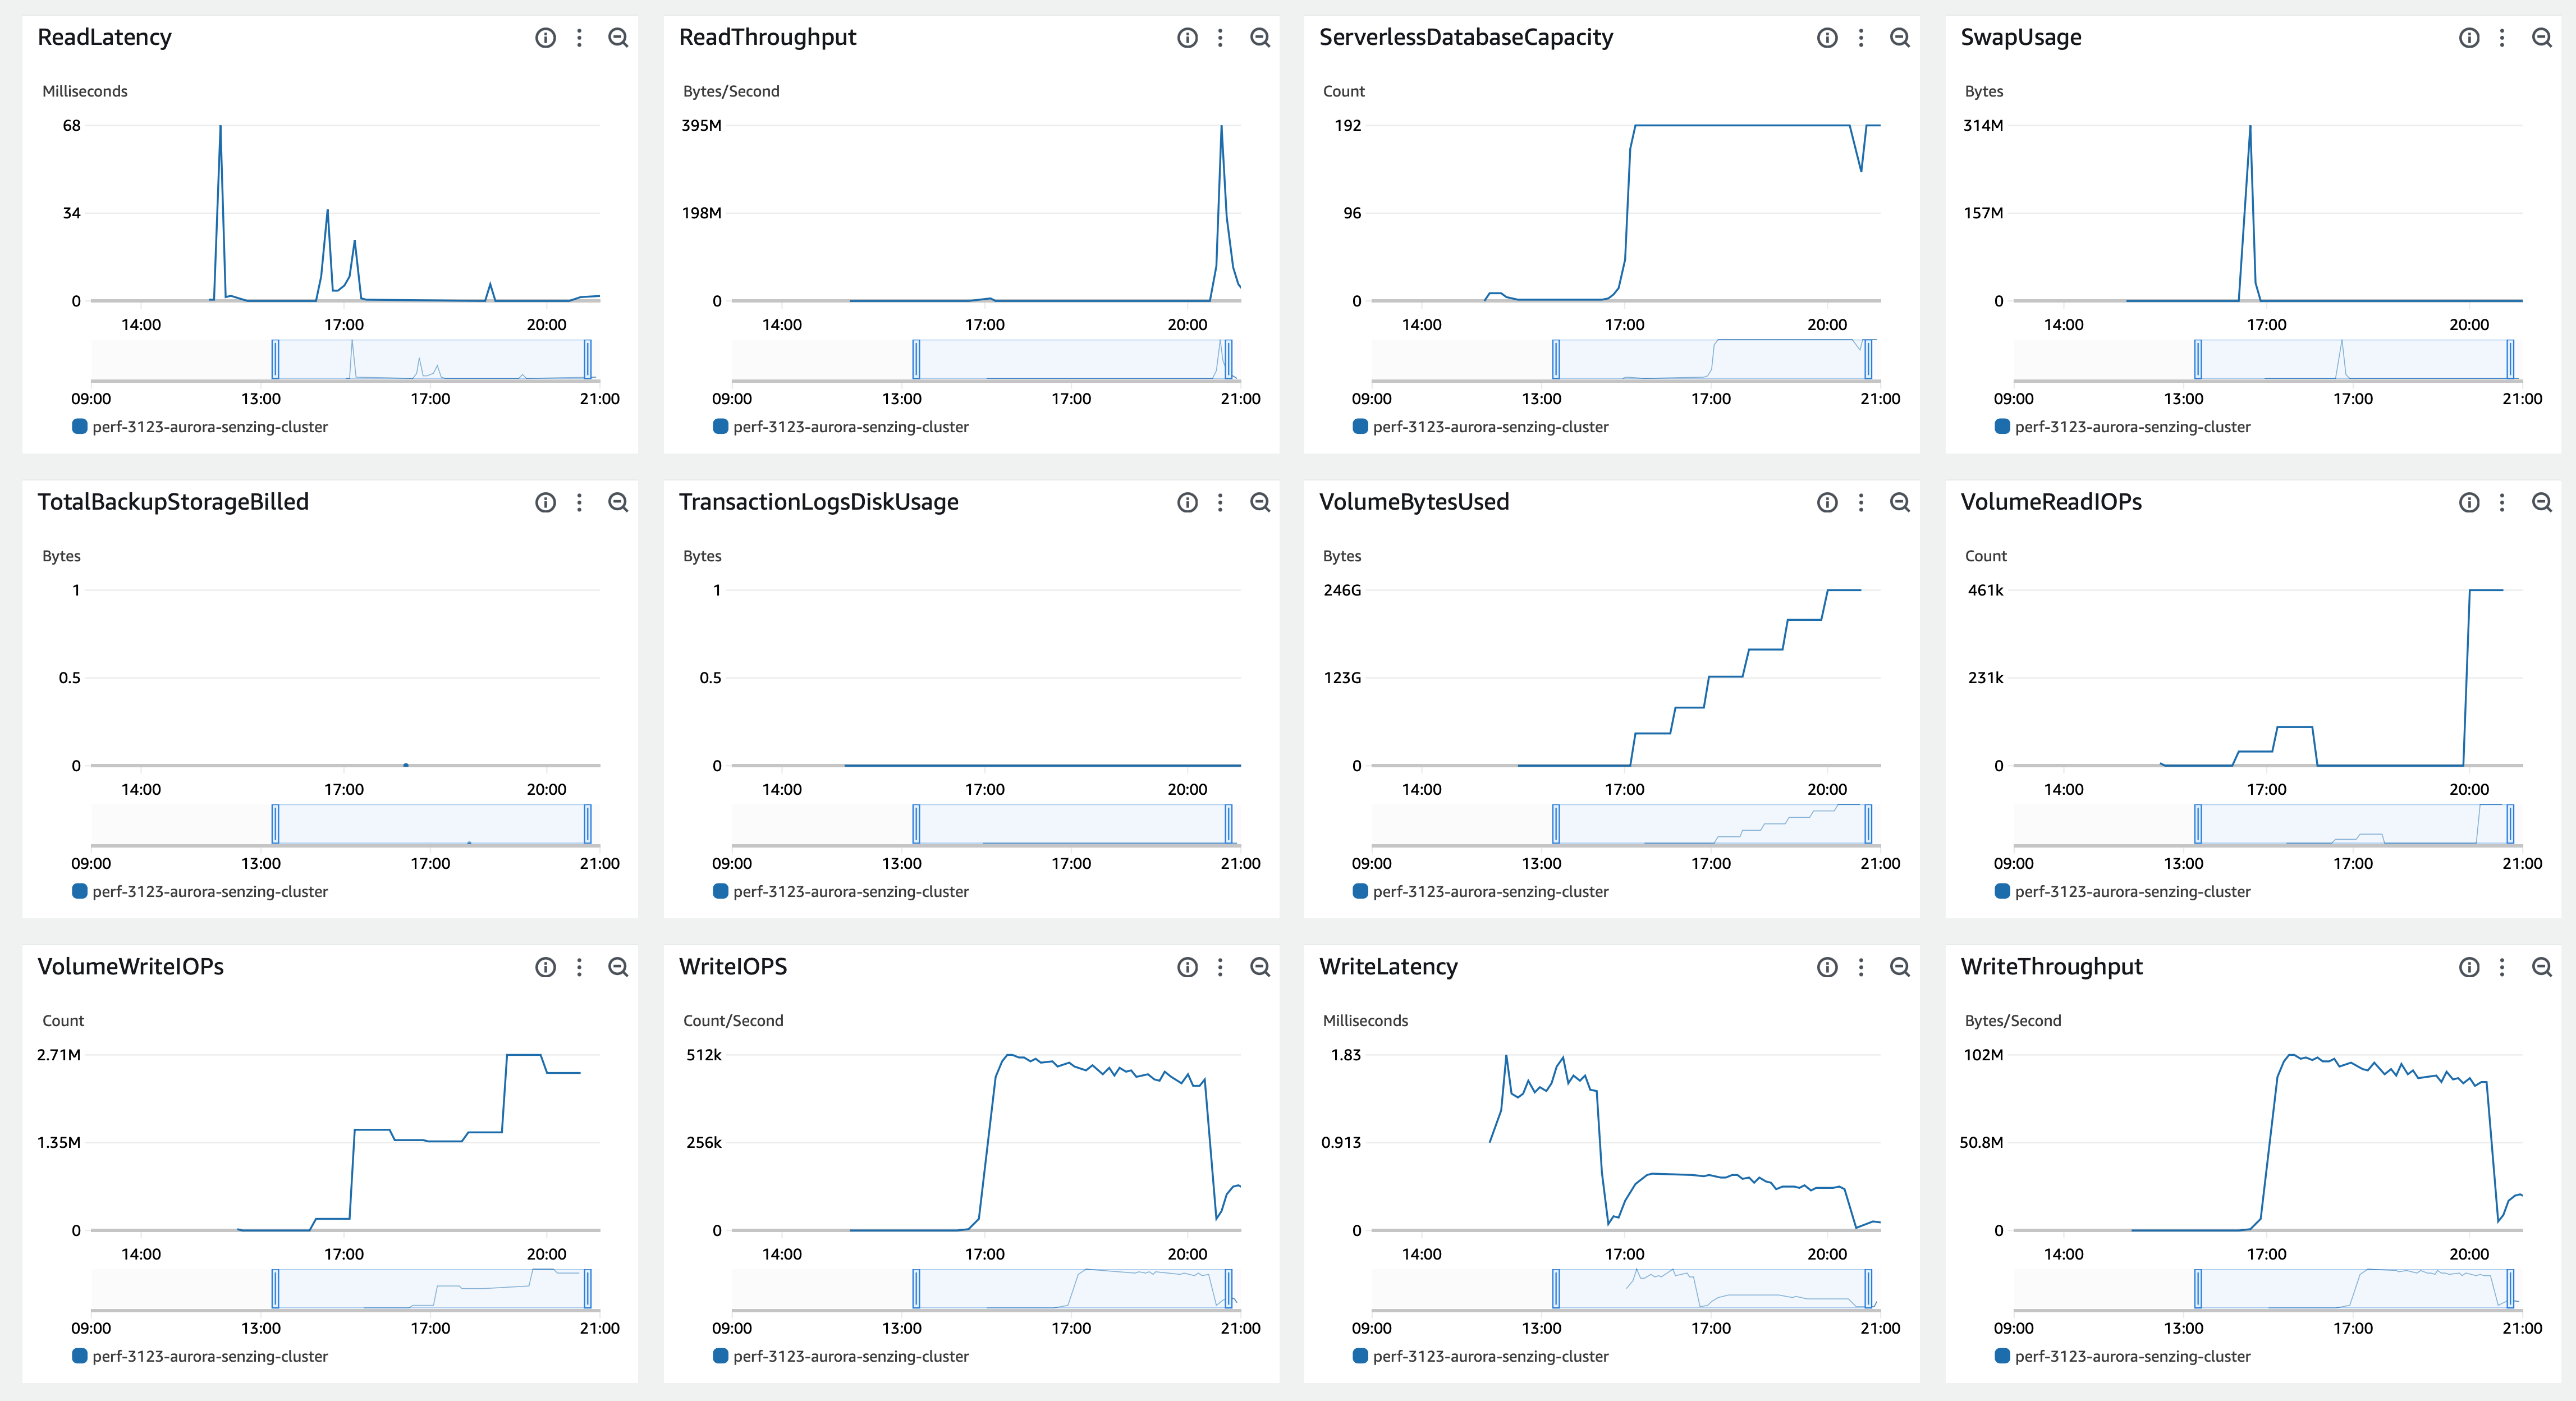 ReadLatency
Milliseconds
68
34
0
14:00 17:00 20:00
09:00 13:00 17:00 21:00
perf-3123-aurora-senzing-cluster
ReadThroughput
Bytes/Second
395M
198M
0
14:00 17:00 20:00
09:00 13:00 17:00 21:00
perf-3123-aurora-senzing-cluster
ServerlessDatabaseCapacity
Count
192
96
0
14:00 17:00 20:00
09:00 13:00 17:00 21:00
perf-3123-aurora-senzing-cluster
SwapUsage
Bytes
314M
157M
0
14:00 17:00 20:00
09:00 13:00 17:00 21:00
perf-3123-aurora-senzing-cluster
TotalBackupStorageBilled
Bytes
1
0.5
0
14:00 17:00 20:00
09:00 13:00 17:00 21:00
perf-3123-aurora-senzing-cluster
TransactionLogsDiskUsage
Bytes
1
0.5
0
14:00 17:00 20:00
09:00 13:00 17:00 21:00
perf-3123-aurora-senzing-cluster
VolumeBytesUsed
Bytes
246G
123G
0
14:00 17:00 20:00
09:00 13:00 17:00 21:00
perf-3123-aurora-senzing-cluster
VolumeReadIOPs
Count
461k
231k
0
14:00 17:00 20:00
09:00 13:00 17:00 21:00
perf-3123-aurora-senzing-cluster
VolumeWriteIOPs
Count
2.71M
1.35M
0
14:00 17:00 20:00
09:00 13:00 17:00 21:00
perf-3123-aurora-senzing-cluster
WriteIOPS
Count/Second
512k
256k
0
14:00 17:00 20:00
09:00 13:00 17:00 21:00
perf-3123-aurora-senzing-cluster
WriteLatency
Milliseconds
1.83
0.913
0
14:00 17:00 20:00
09:00 13:00 17:00 21:00
perf-3123-aurora-senzing-cluster
WriteThroughput
Bytes/Second
102M
50.8M
0
14:00 17:00 20:00
09:00 13:00 17:00 21:00
perf-3123-aurora-senzing-cluster